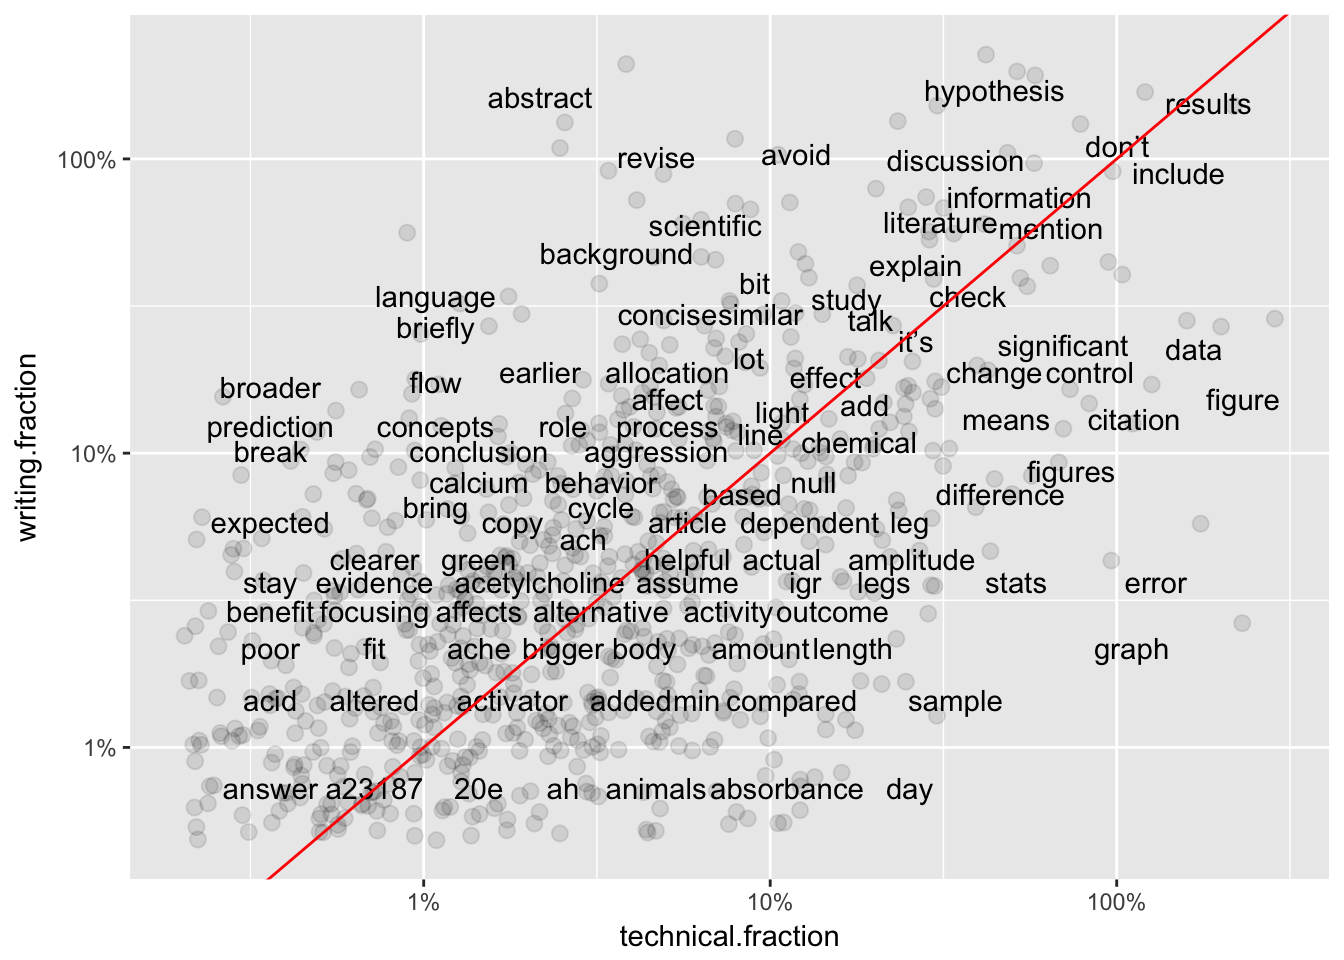 hypothesis
abstract
results
don't
revise
avoid
discussion
100%
include
information
scientific
literature
mention
background
explain
bit
language
study
check
concise
similar
talk
briefly
it's
significant
data
lot
earlier
allocation
change
control
broader
flow
effect
affect
figure
light
add
prediction
concepts
role
process
line
means
citation
chemical
10%
break
conclusion
aggression
figures
calcium
behavior
null
based
difference
bring
cycle
expected
copy
article
dependent
leg
ach
clearer
green
helpful
actual
amplitude
stay
evidence
acetylcholine
assume
igr
legs
stats
error
benefit
focusing
affects
alternative
activity
outcome
poor
fit
ache
bigger
body
amount
length
graph
acid
altered
activator
added
min
compared
sample
1%
answer
a23187
20e
ah
animals
absorbance
day
writing.fraction
1%
10%
100%
technical.fraction